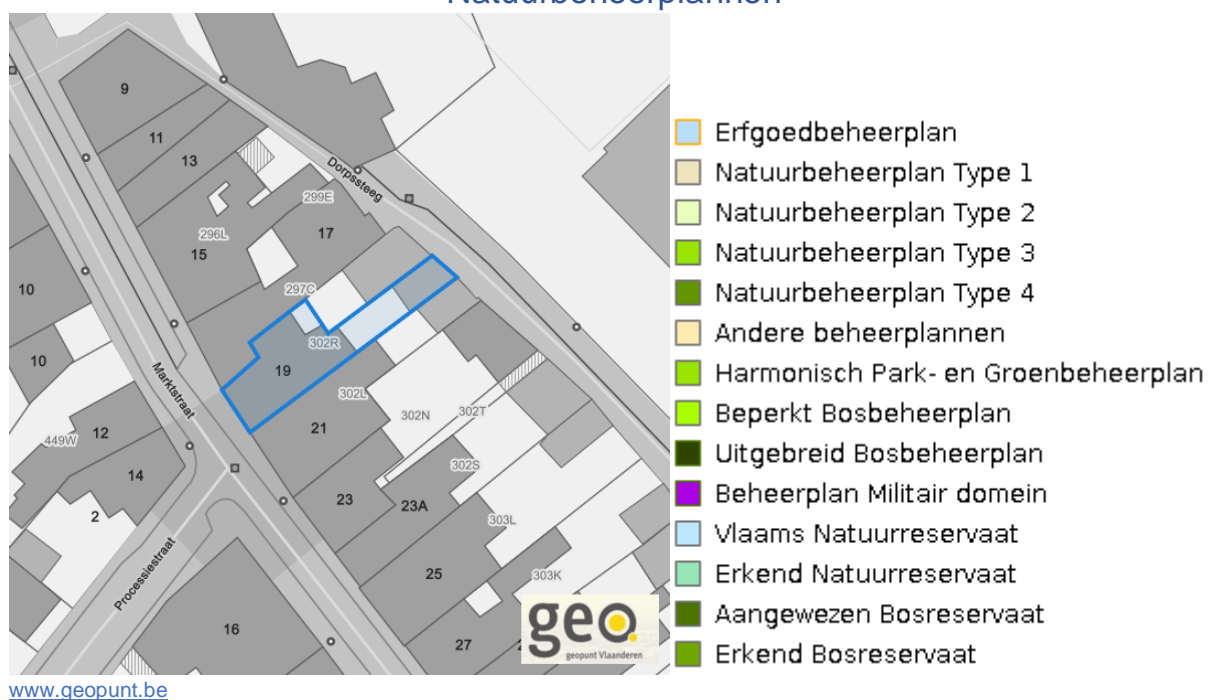 Natuurbeheerplannen
9
11
13
Dorpssteeg
299E
17
296L
15
10
297C
302R
19
10
Marktstraat
302L
302N
302T
21
449W
12
14
302S
23
23A
2
303L
Processiestraat
25
303K
16
27
geo
geopunt Vlaanderen
Erfgoedbeheerplan
Natuurbeheerplan Type 1
Natuurbeheerplan Type 2
Natuurbeheerplan Type 3
Natuurbeheerplan Type 4
Andere beheerplannen
Harmonisch Park- en Groenbeheerplan
Beperkt Bosbeheerplan
Uitgebreid Bosbeheerplan
Beheerplan Militair domein
Vlaams Natuurreservaat
Erkend Natuurreservaat
Aangewezen Bosreservaat
Erkend Bosreservaat
www.geopunt.be